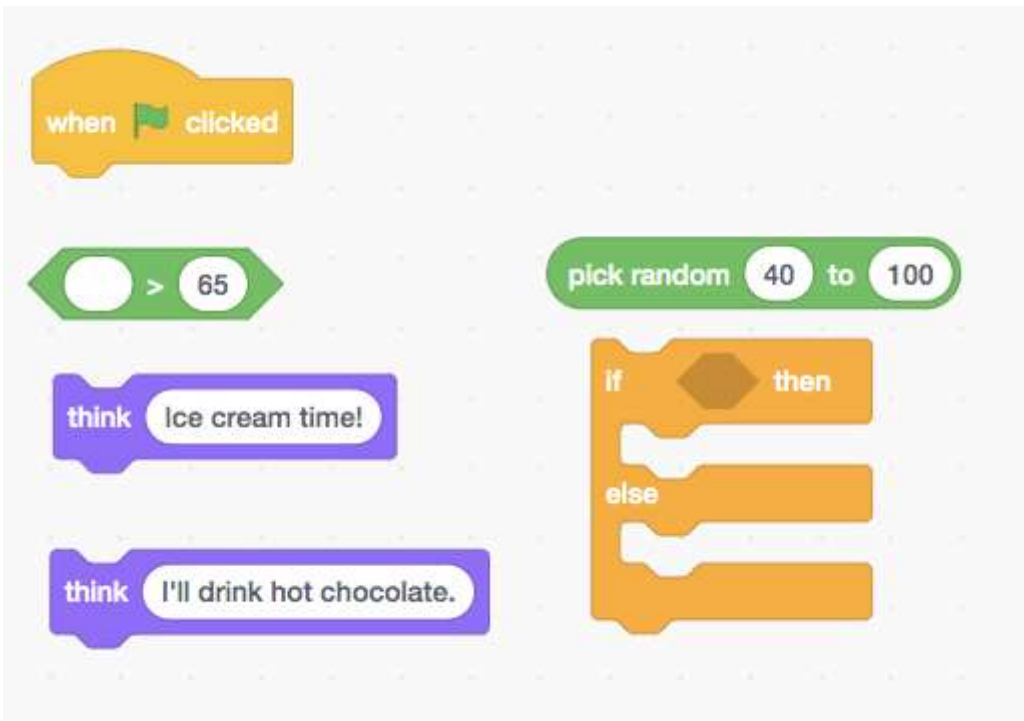 when clicked
> 65
pick random 40 to 100
think Ice cream time!
if then
else
think I'll drink hot chocolate.